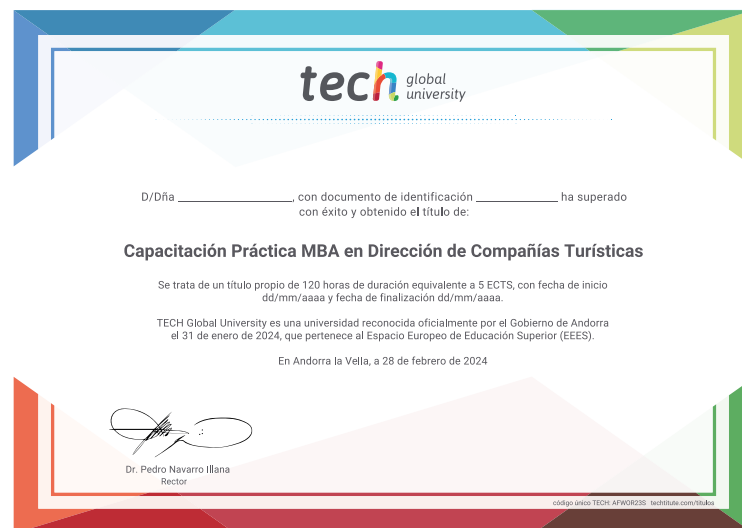 tech global university
D/Dña ______________, con documento de identificación __________ ha superado
con éxito y obtenido el título de:
Capacitación Práctica MBA en Dirección de Compañías Turísticas
Se trata de un título propio de 120 horas de duración equivalente a 5 ECTS, con fecha de inicio
dd/mm/aaaa y fecha de finalización dd/mm/aaaa.
TECH Global University es una universidad reconocida oficialmente por el Gobierno de Andorra
el 31 de enero de 2024, que pertenece al Espacio Europeo de Educación Superior (EEES).
En Andorra la Vella, a 28 de febrero de 2024
Dr. Pedro Navarro Illana
Rector
código único TECH: AFWOR23S techtitute.com/titulos